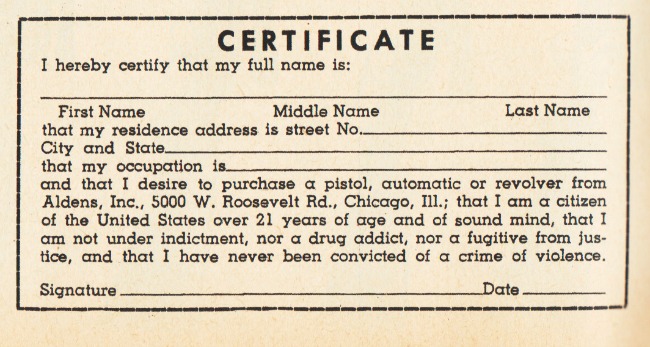 CERTIFICATE
I hereby certify that my full name is:
First Name Middle Name Last Name
that my residence address is street No.
City and State
that my occupation is
and that I desire to purchase a pistol, automatic or revolver from
Aldens, Inc., 5000 W. Roosevelt Rd., Chicago, Ill.; that I am a citizen
of the United States over 21 years of age and of sound mind, that I
am not under indictment, nor a drug addict, nor a fugitive from jus-
tice, and that I have never been convicted of a crime of violence.
Signature Date